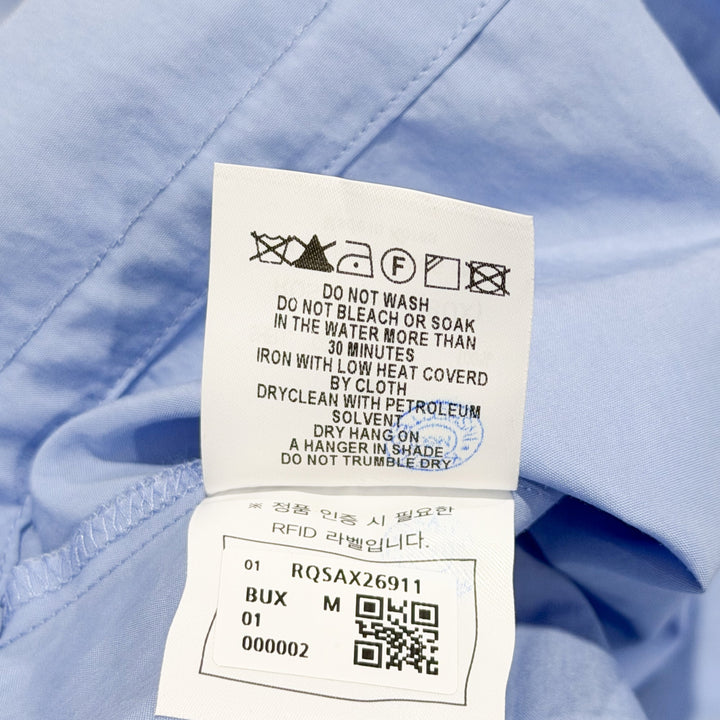 F
DO NOT WASH
DO NOT BLEACH OR SOAK
IN THE WATER MORE THAN
30 MINUTES
IRON WITH LOW HEAT COVERD
BY CLOTH
DRYCLEAN WITH PETROLEUM
SOLVENT
DRY HANG ON
A HANGER IN SHADE
DO NOT TRUMBLE DRY
※ 정품 인증 시 필요한
RFID 라벨입니다.
01 RQSAX26911
BUX M
01
000002